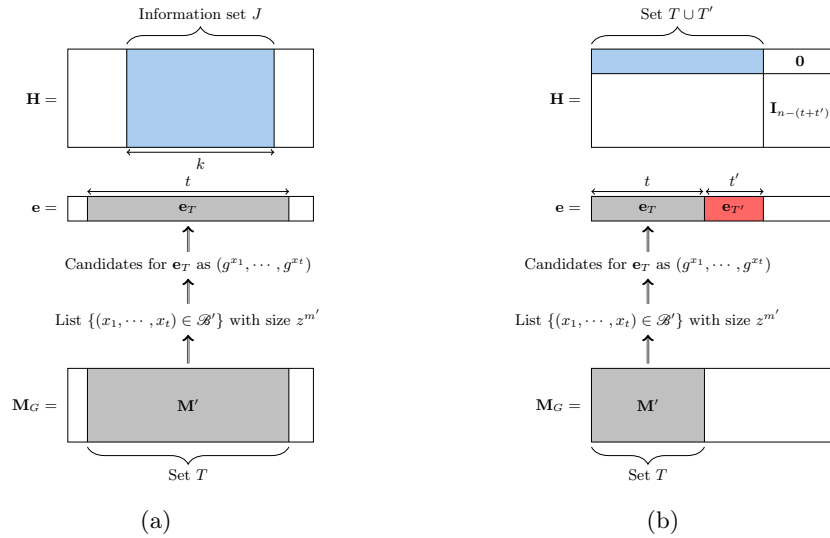 Information set J
H =
k
t
e =
e_T
Candidates for e_T as (g^{x_1}, ⋯ , g^{x_t})
List {(x_1, ⋯ , x_t) ∈ ℬ′} with size z^{m′}
M_G =
M′
Set T
(a)
Set T ∪ T′
0
H =
I_{n−(t+t′)}
t t′
e =
e_T e_{T′}
Candidates for e_T as (g^{x_1}, ⋯ , g^{x_t})
List {(x_1, ⋯ , x_t) ∈ ℬ′} with size z^{m′}
M_G =
M′
Set T
(b)